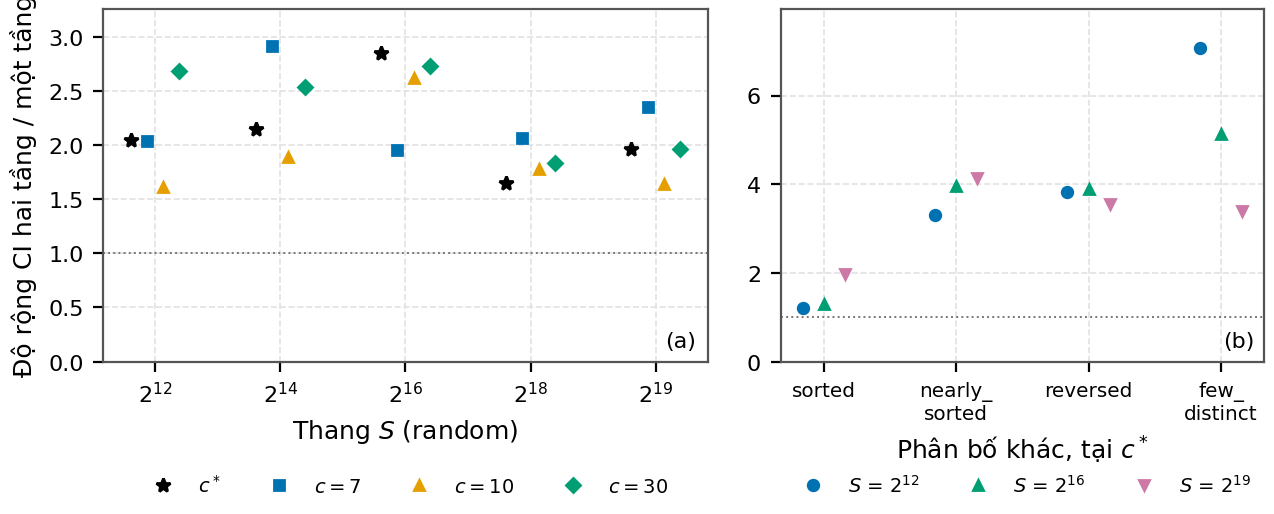 Độ rộng CI hai tầng / một tầng
3.0
2.5
2.0
1.5
1.0
0.5
0.0
2^12 2^14 2^16 2^18 2^19
Thang S (random)
(a)
c* c = 7 c = 10 c = 30
6
4
2
0
sorted nearly_ reversed few_
sorted distinct
Phân bố khác, tại c*
(b)
S = 2^12 S = 2^16 S = 2^19